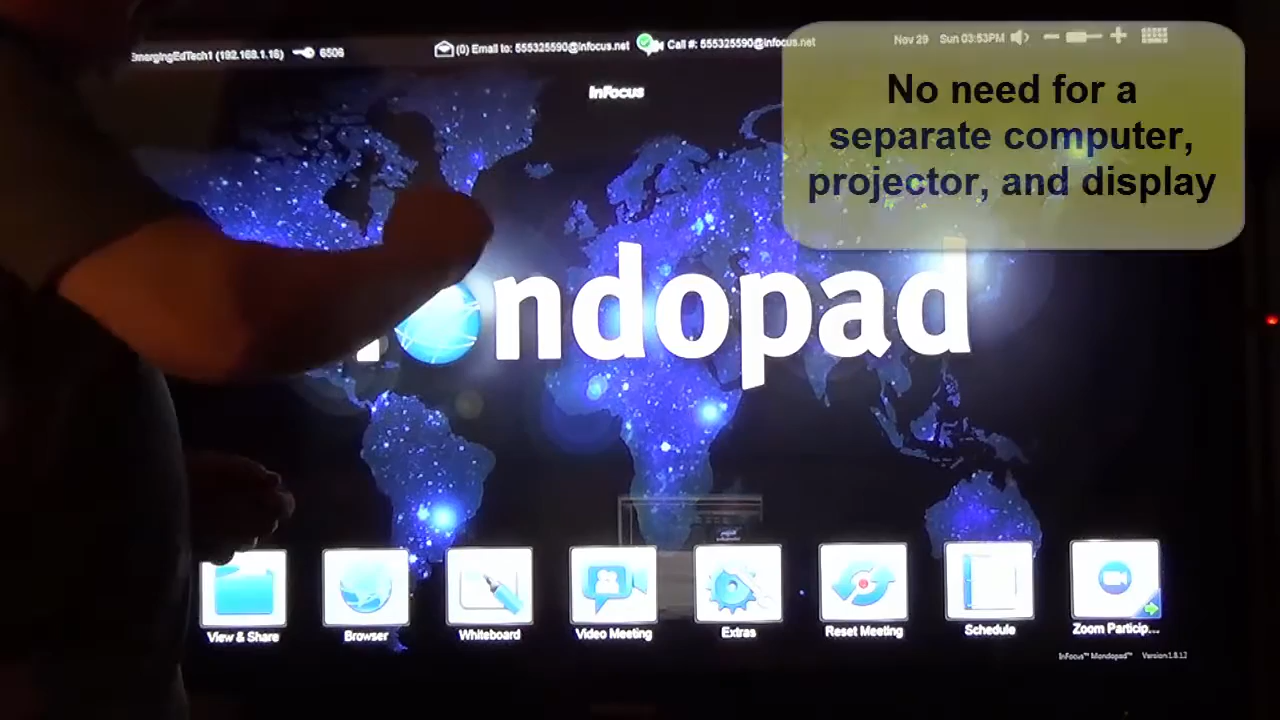 EmergingEdTech1 (192.168.1.16) 6506 (0) Email to: 555325590@infocus.net Call #: 555325590@infocus.net Nov 29 Sun 03:53PM
InFocus
No need for a
separate computer,
projector, and display
ndopad
View & Share Browser Whiteboard Video Meeting Extras Reset Meeting Schedule Zoom Particip...
InFocus™ Mondopad™ Version1.8.12